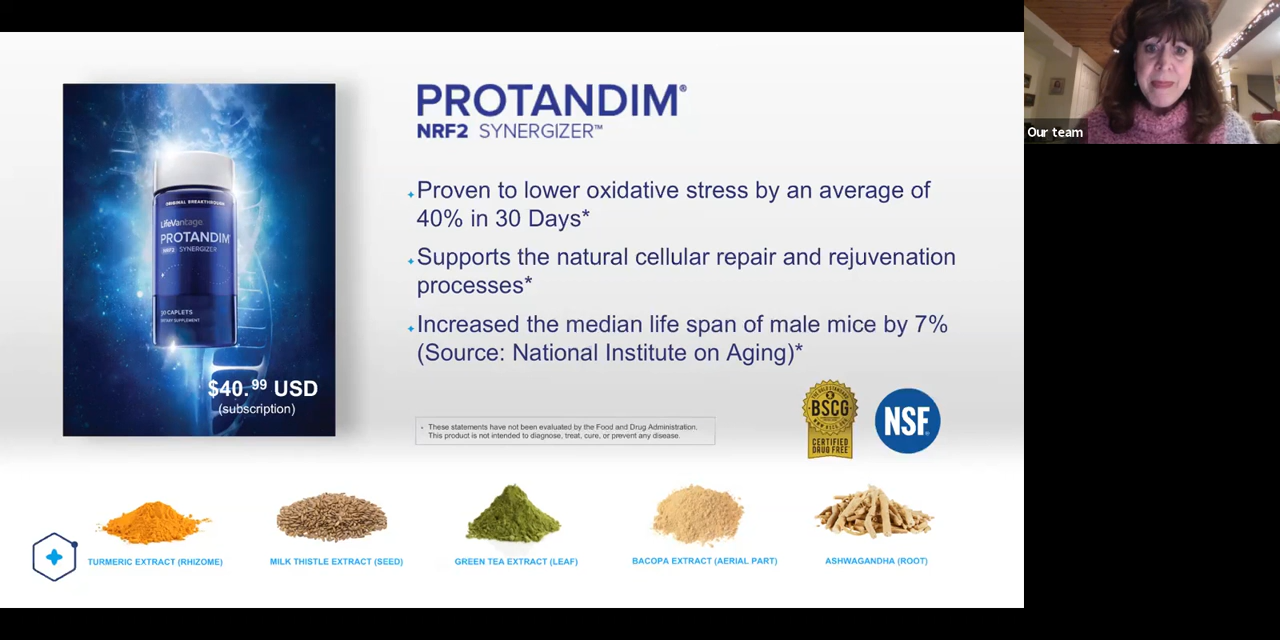 PROTANDIM®
NRF2 SYNERGIZER™
Proven to lower oxidative stress by an average of
40% in 30 Days*
Supports the natural cellular repair and rejuvenation
processes*
Increased the median life span of male mice by 7%
(Source: National Institute on Aging)*
ORIGINAL BREAKTHROUGH
LifeVantage
PROTANDIM
NRF2 SYNERGIZER
30 CAPLETS
DIETARY SUPPLEMENT
$40.99 USD
(subscription)
These statements have not been evaluated by the Food and Drug Administration.
This product is not intended to diagnose, treat, cure, or prevent any disease.
BSCG
CERTIFIED
DRUG FREE
NSF®
TURMERIC EXTRACT (RHIZOME)
MILK THISTLE EXTRACT (SEED)
GREEN TEA EXTRACT (LEAF)
BACOPA EXTRACT (AERIAL PART)
ASHWAGANDHA (ROOT)
Our team